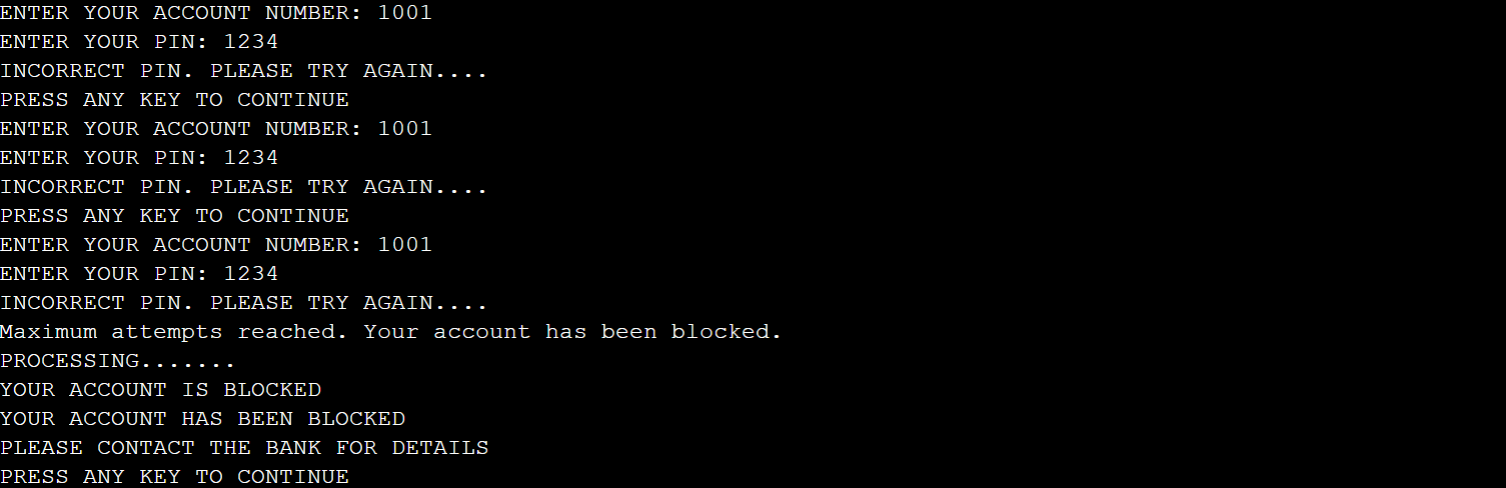 ENTER YOUR ACCOUNT NUMBER: 1001
ENTER YOUR PIN: 1234
INCORRECT PIN. PLEASE TRY AGAIN....
PRESS ANY KEY TO CONTINUE
ENTER YOUR ACCOUNT NUMBER: 1001
ENTER YOUR PIN: 1234
INCORRECT PIN. PLEASE TRY AGAIN....
PRESS ANY KEY TO CONTINUE
ENTER YOUR ACCOUNT NUMBER: 1001
ENTER YOUR PIN: 1234
INCORRECT PIN. PLEASE TRY AGAIN....
Maximum attempts reached. Your account has been blocked.
PROCESSING.......
YOUR ACCOUNT IS BLOCKED
YOUR ACCOUNT HAS BEEN BLOCKED
PLEASE CONTACT THE BANK FOR DETAILS
PRESS ANY KEY TO CONTINUE